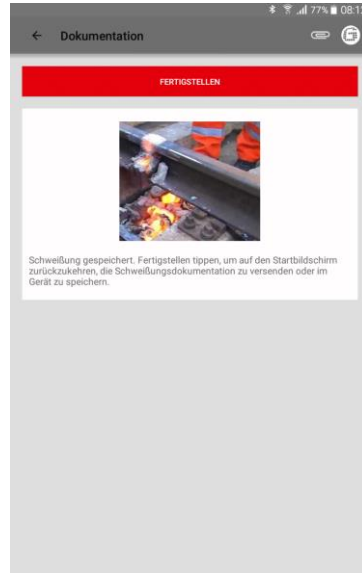 77% 08:1
Dokumentation
FERTIGSTELLEN
Schweißung gespeichert. Fertigstellen tippen, um auf den Startbildschirm
zurückzukehren, die Schweißungsdokumentation zu versenden oder im
Gerät zu speichern.